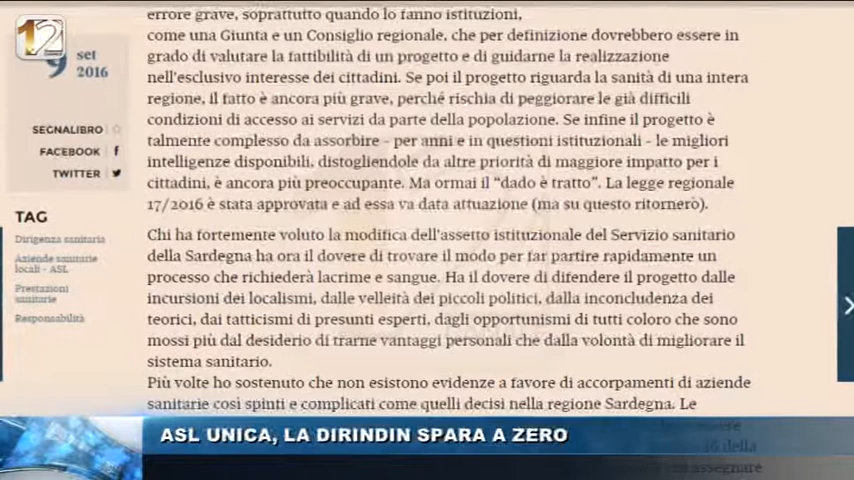 errore grave, soprattutto quando lo fanno istituzioni,
come una Giunta e un Consiglio regionale, che per definizione dovrebbero essere in
grado di valutare la fattibilità di un progetto e di guidarne la realizzazione
nell'esclusivo interesse dei cittadini. Se poi il progetto riguarda la sanità di una intera
regione, il fatto è ancora più grave, perché rischia di peggiorare le già difficili
condizioni di accesso ai servizi da parte della popolazione. Se infine il progetto è
talmente complesso da assorbire - per anni e in questioni istituzionali - le migliori
intelligenze disponibili, distogliendole da altre priorità di maggiore impatto per i
cittadini, è ancora più preoccupante. Ma ormai il “dado è tratto”. La legge regionale
17/2016 è stata approvata e ad essa va data attuazione (ma su questo ritornerò).
Chi ha fortemente voluto la modifica dell'assetto istituzionale del Servizio sanitario
della Sardegna ha ora il dovere di trovare il modo per far partire rapidamente un
processo che richiederà lacrime e sangue. Ha il dovere di difendere il progetto dalle
incursioni dei localismi, dalle velleità dei piccoli politici, dalla inconcludenza dei
teorici, dai tatticismi di presunti esperti, dagli opportunismi di tutti coloro che sono
mossi più dal desiderio di trarne vantaggi personali che dalla volontà di migliorare il
sistema sanitario.
Più volte ho sostenuto che non esistono evidenze a favore di accorpamenti di aziende
sanitarie così spinti e complicati come quelli decisi nella regione Sardegna. Le
12
9 set
2016
SEGNALIBRO
FACEBOOK
TWITTER
TAG
Dirigenza sanitaria
Aziende sanitarie
locali - ASL
Prestazioni
sanitarie
Responsabilità
ASL UNICA, LA DIRINDIN SPARA A ZERO
della
assegnare